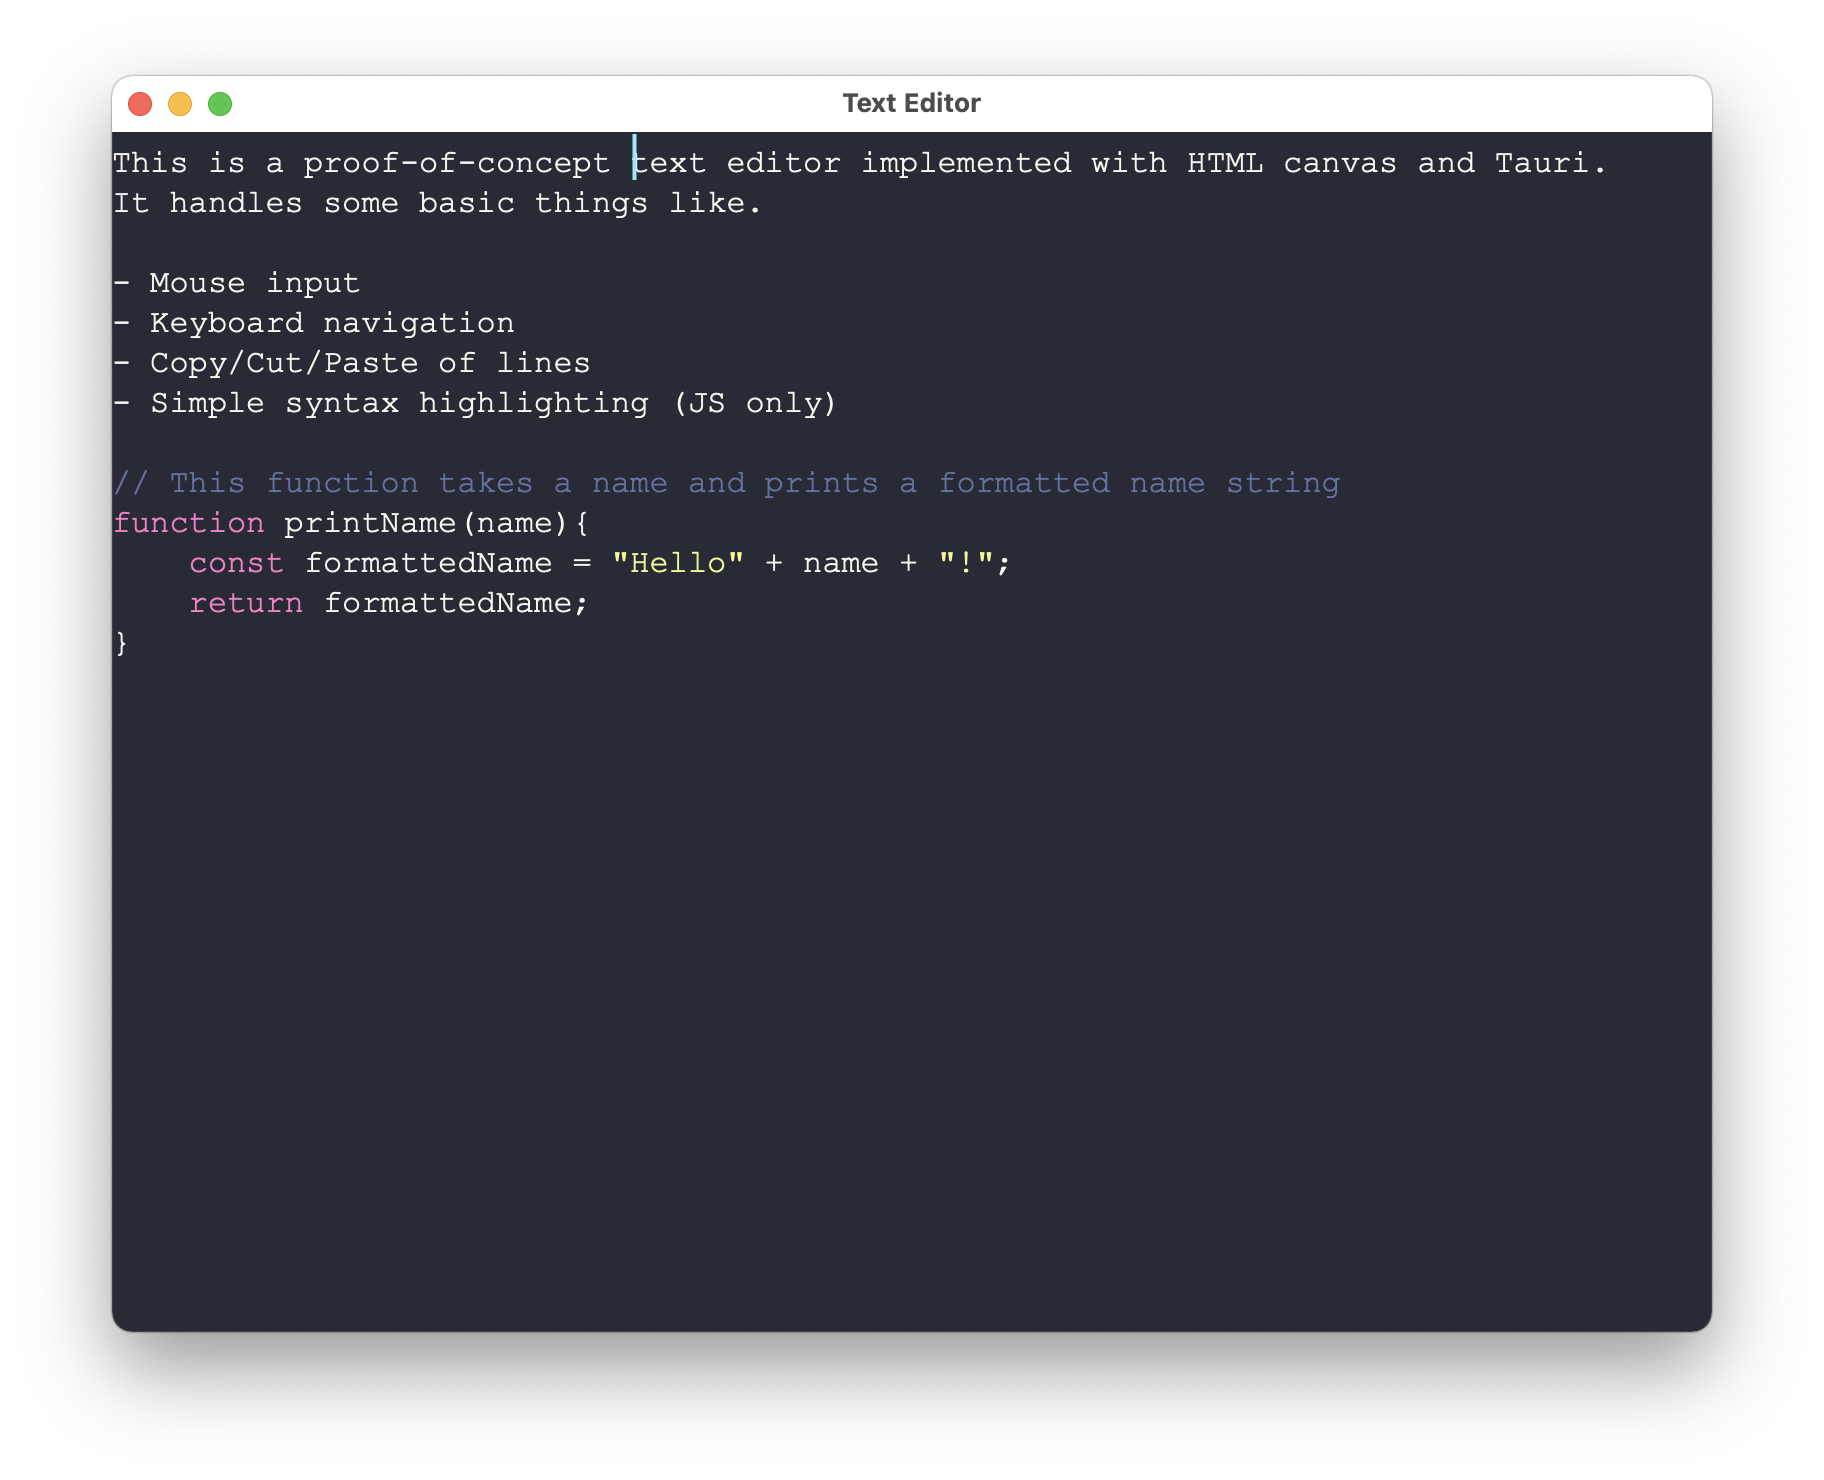 Text Editor
This is a proof-of-concept text editor implemented with HTML canvas and Tauri.
It handles some basic things like.
- Mouse input
- Keyboard navigation
- Copy/Cut/Paste of lines
- Simple syntax highlighting (JS only)
// This function takes a name and prints a formatted name string
function printName(name){
    const formattedName = "Hello" + name + "!";
    return formattedName;
}